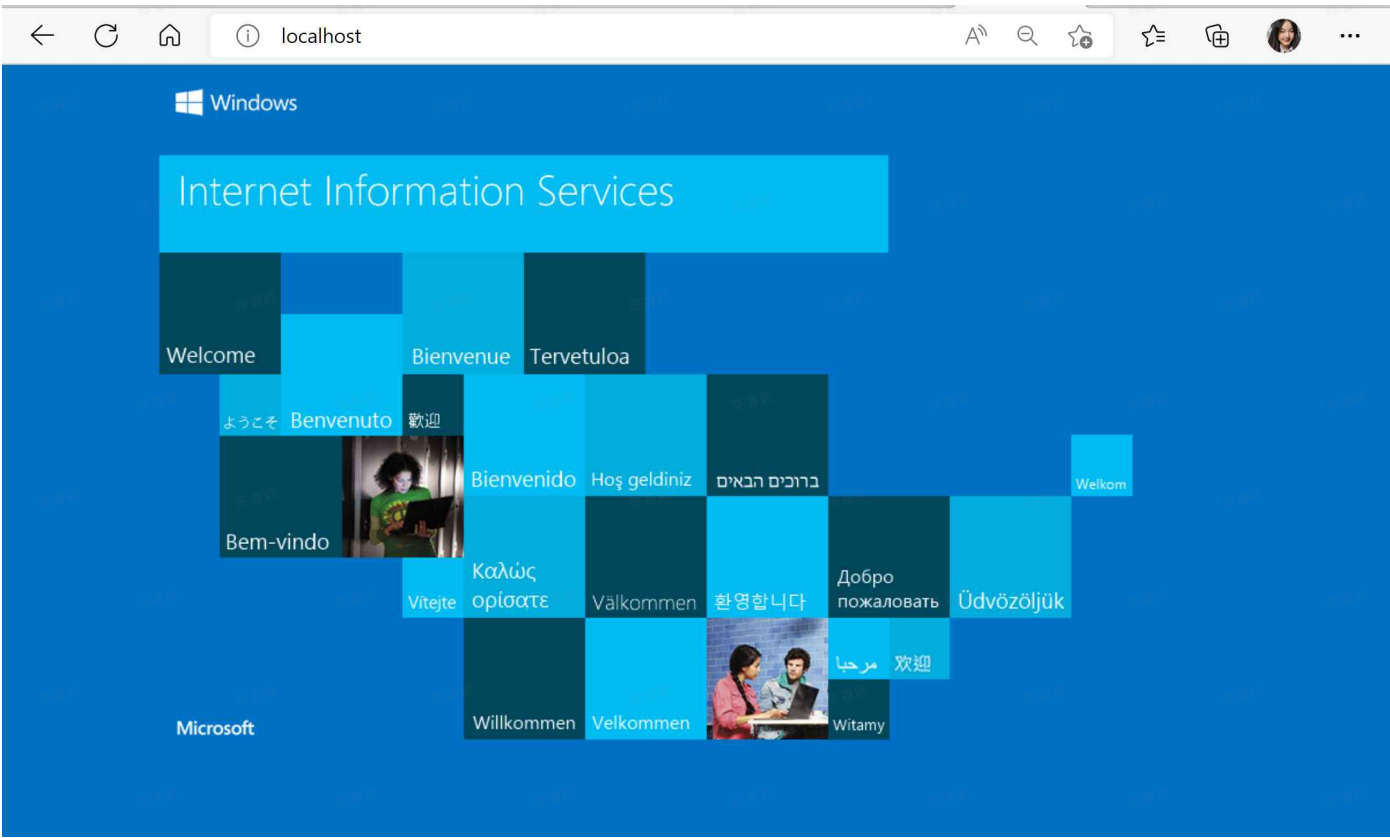 localhost
Windows
Internet Information Services
Welcome
Bienvenue
Tervetuloa
ようこそ
Benvenuto
歡迎
Bienvenido
Hoş geldiniz
ברוכים הבאים
Welkom
Bem-vindo
Vítejte
Καλώς
ορίσατε
Välkommen
환영합니다
Добро
пожаловать
Üdvözöljük
Willkommen
Velkommen
مرحبا
欢迎
Witamy
Microsoft